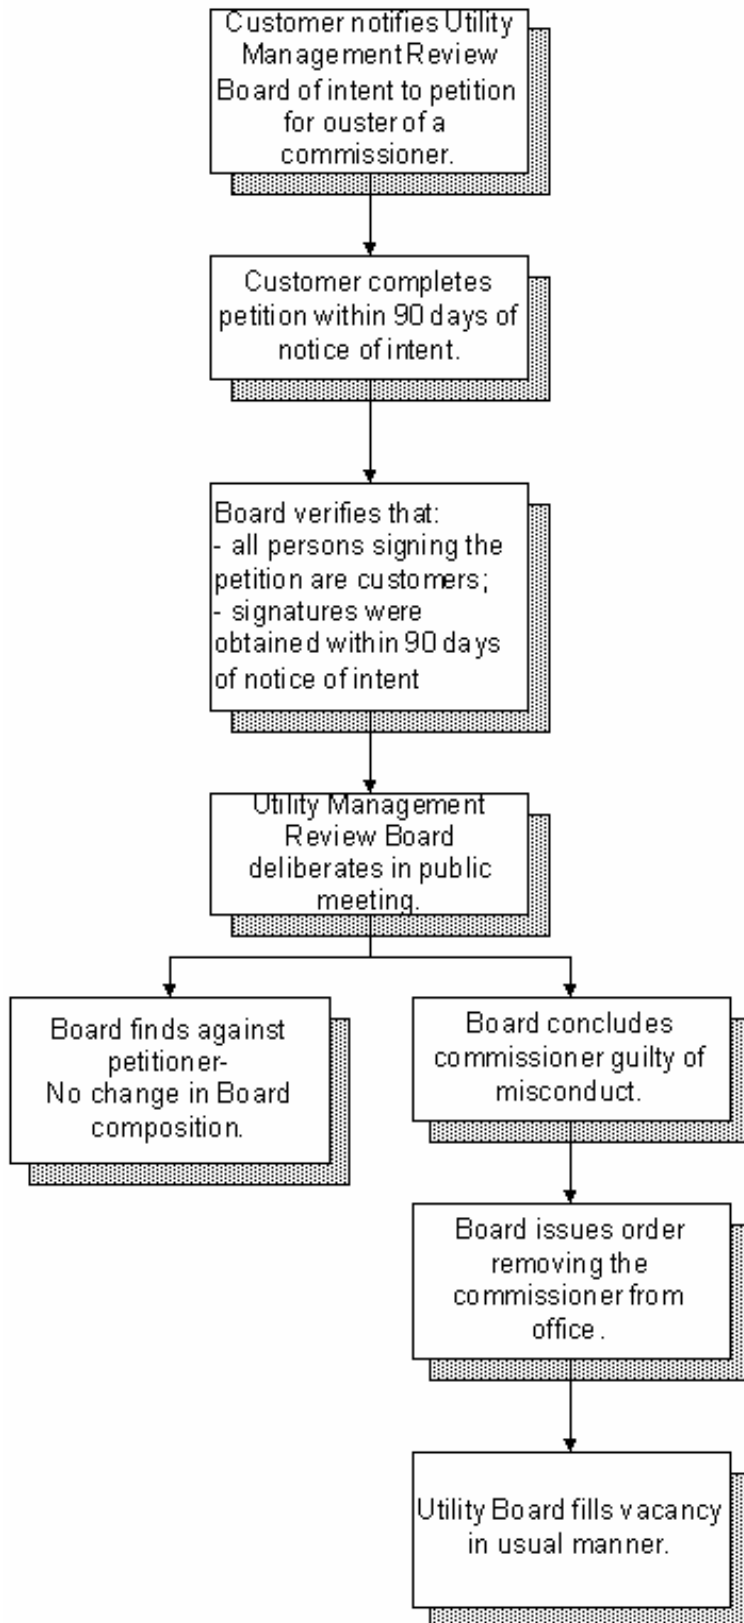 Customer notifies Utility
Management Review
Board of intent to petition
for ouster of a
commissioner.
Customer completes
petition within 90 days of
notice of intent.
Board verifies that:
- all persons signing the
petition are customers;
- signatures were
obtained within 90 days
of notice of intent
Utility Management
Review Board
deliberates in public
meeting.
Board finds against
petitioner-
No change in Board
composition.
Board concludes
commissioner guilty of
misconduct.
Board issues order
removing the
commissioner from
office.
Utility Board fills vacancy
in usual manner.